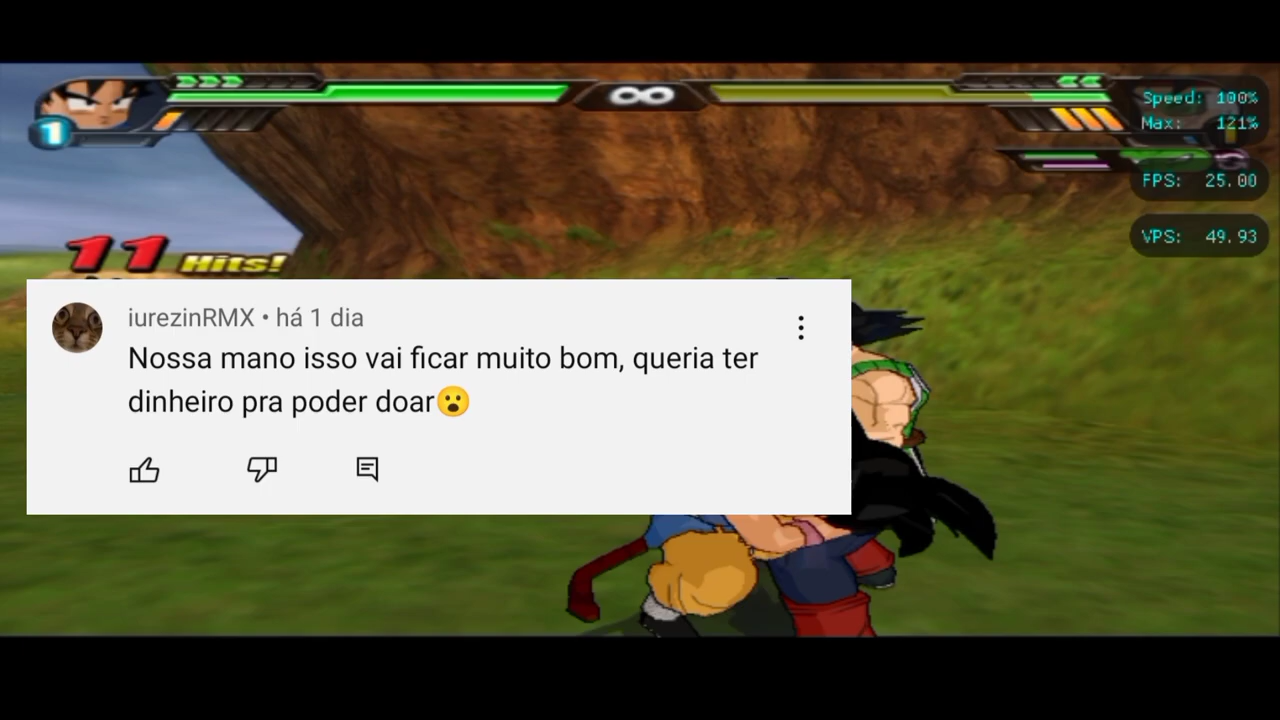 ∞
Speed: 100%
Max: 121%
1
FPS: 25.00
VPS: 49.93
11 Hits!
iurezinRMX • há 1 dia
Nossa mano isso vai ficar muito bom, queria ter
dinheiro pra poder doar😮